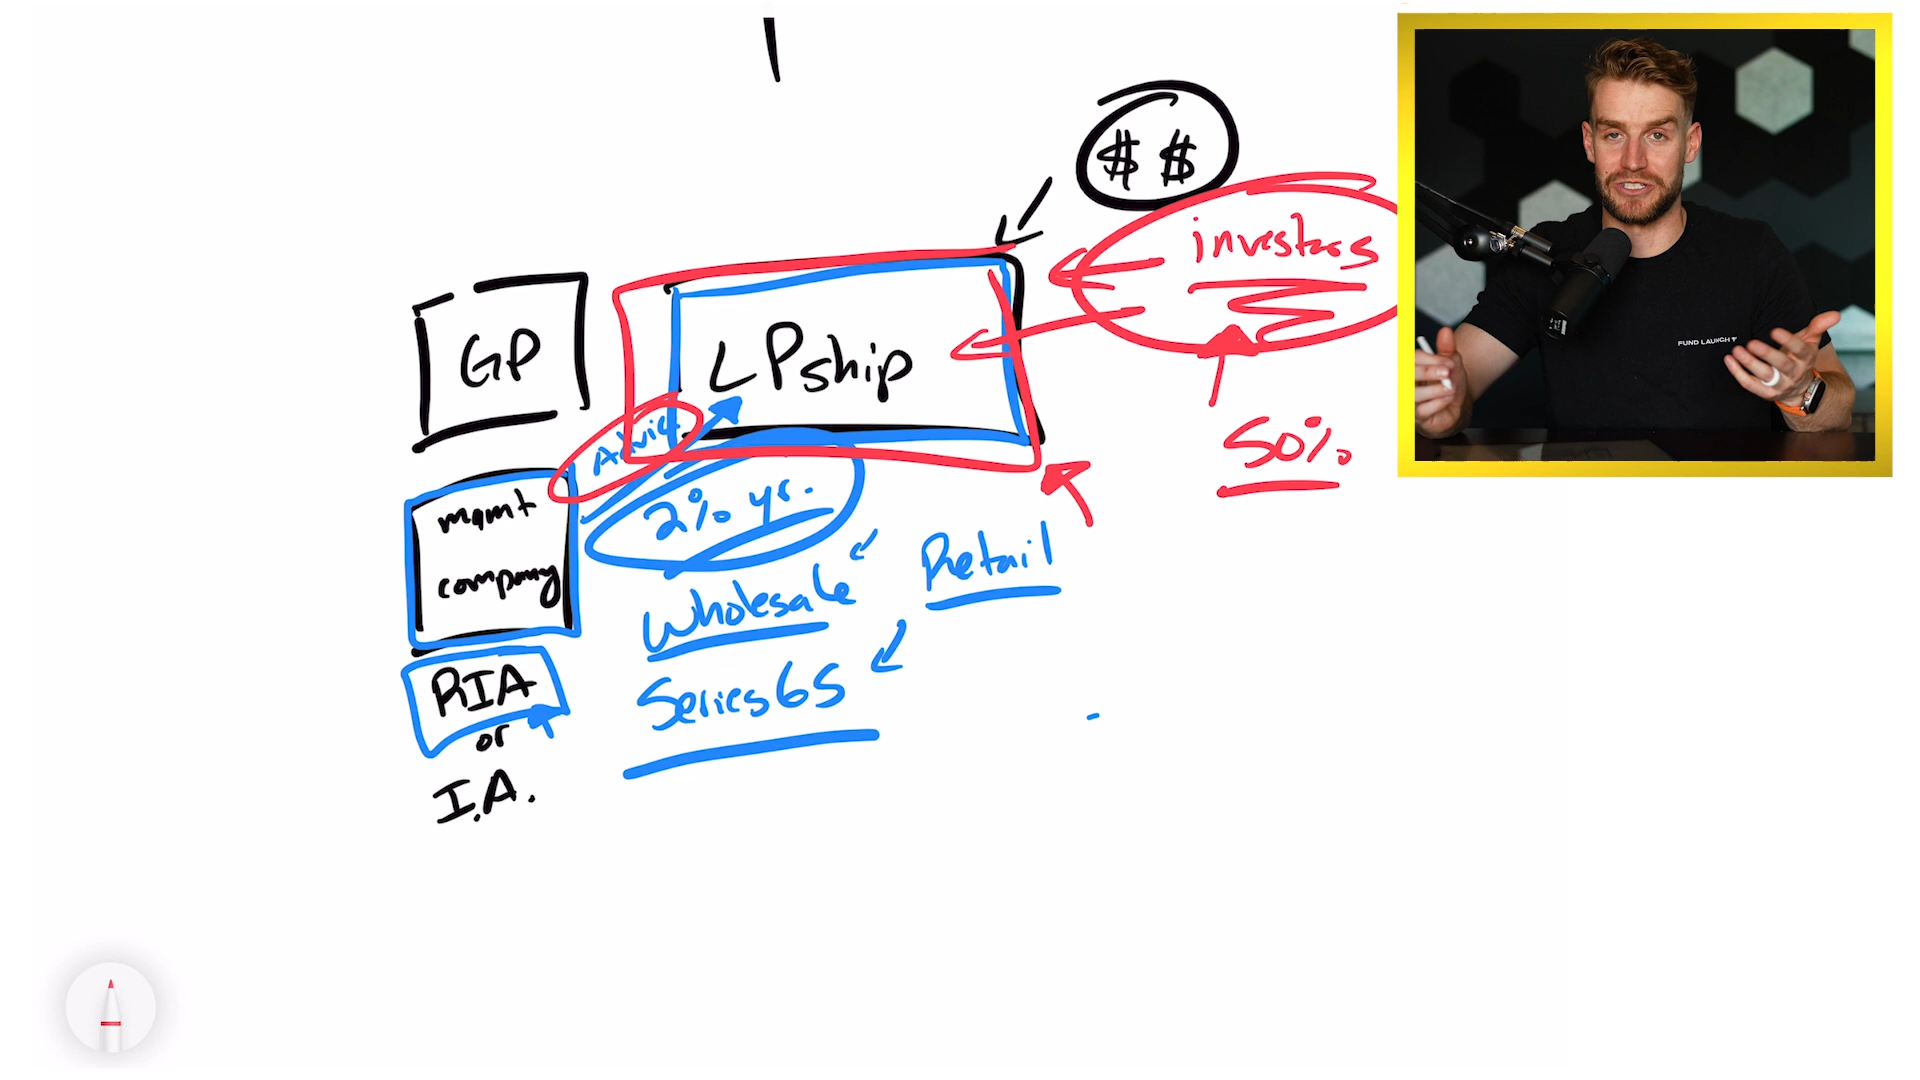 $ $
investors
GP
LPship
FUND LAUNCH
50%
Advice
mgmt
company
2% yr.
Retail
Wholesale
Series 65
RIA
or
I.A.